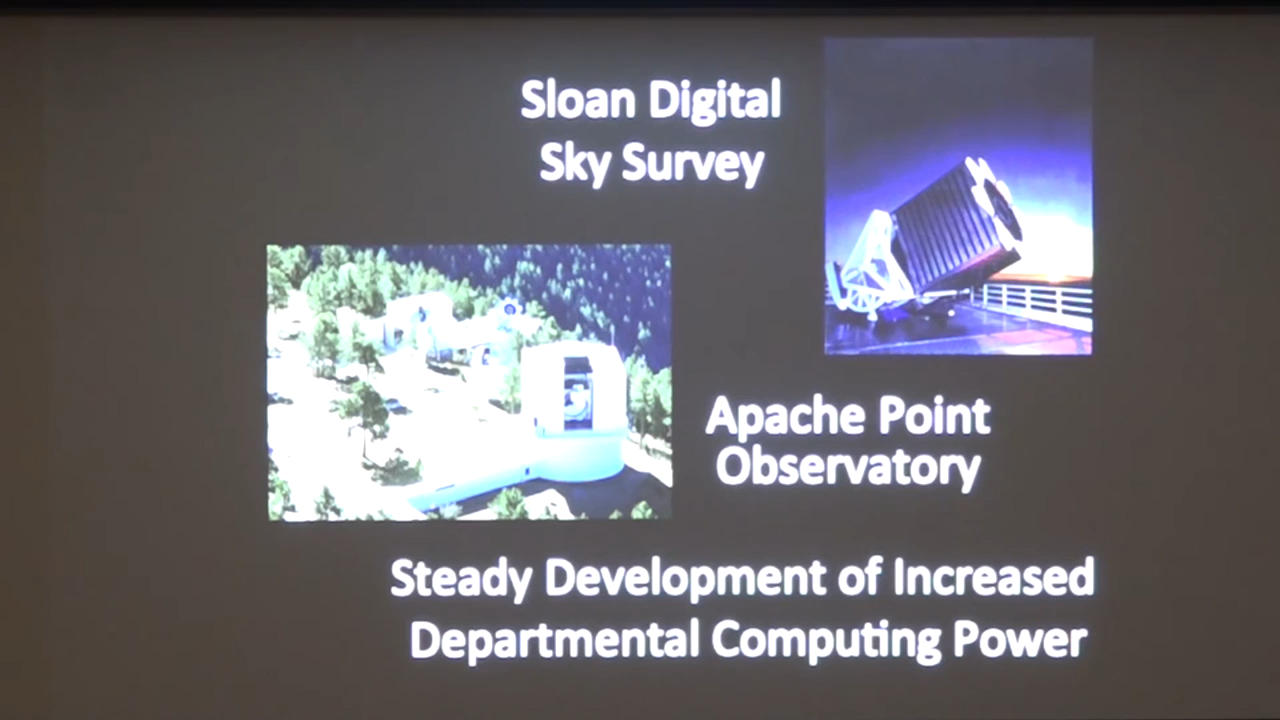 Sloan Digital
Sky Survey
Apache Point
Observatory
Steady Development of Increased
Departmental Computing Power